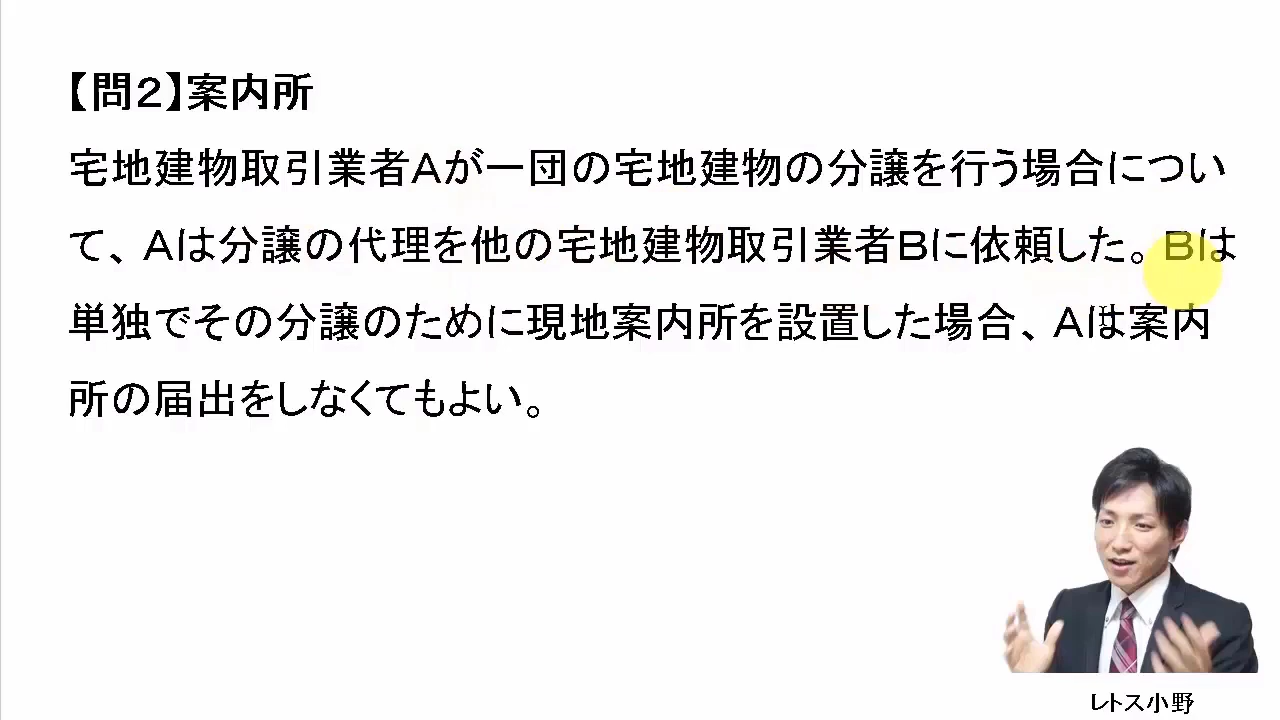 【問２】案内所
宅地建物取引業者Ａが一団の宅地建物の分譲を行う場合につい
て、Ａは分譲の代理を他の宅地建物取引業者Ｂに依頼した。Ｂは
単独でその分譲のために現地案内所を設置した場合、Ａは案内
所の届出をしなくてもよい。
レトス小野